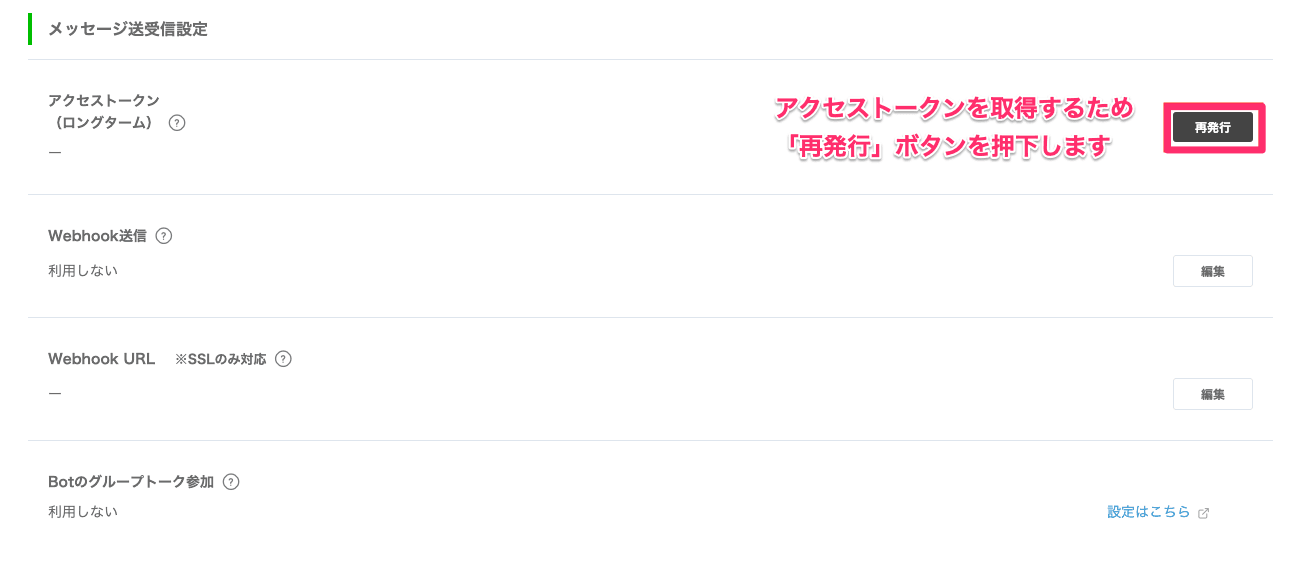 メッセージ送受信設定
アクセストークン
（ロングターム） ?
—
アクセストークンを取得するため
「再発行」ボタンを押下します
再発行
Webhook送信 ?
利用しない
編集
Webhook URL ※SSLのみ対応 ?
—
編集
Botのグループトーク参加 ?
利用しない
設定はこちら